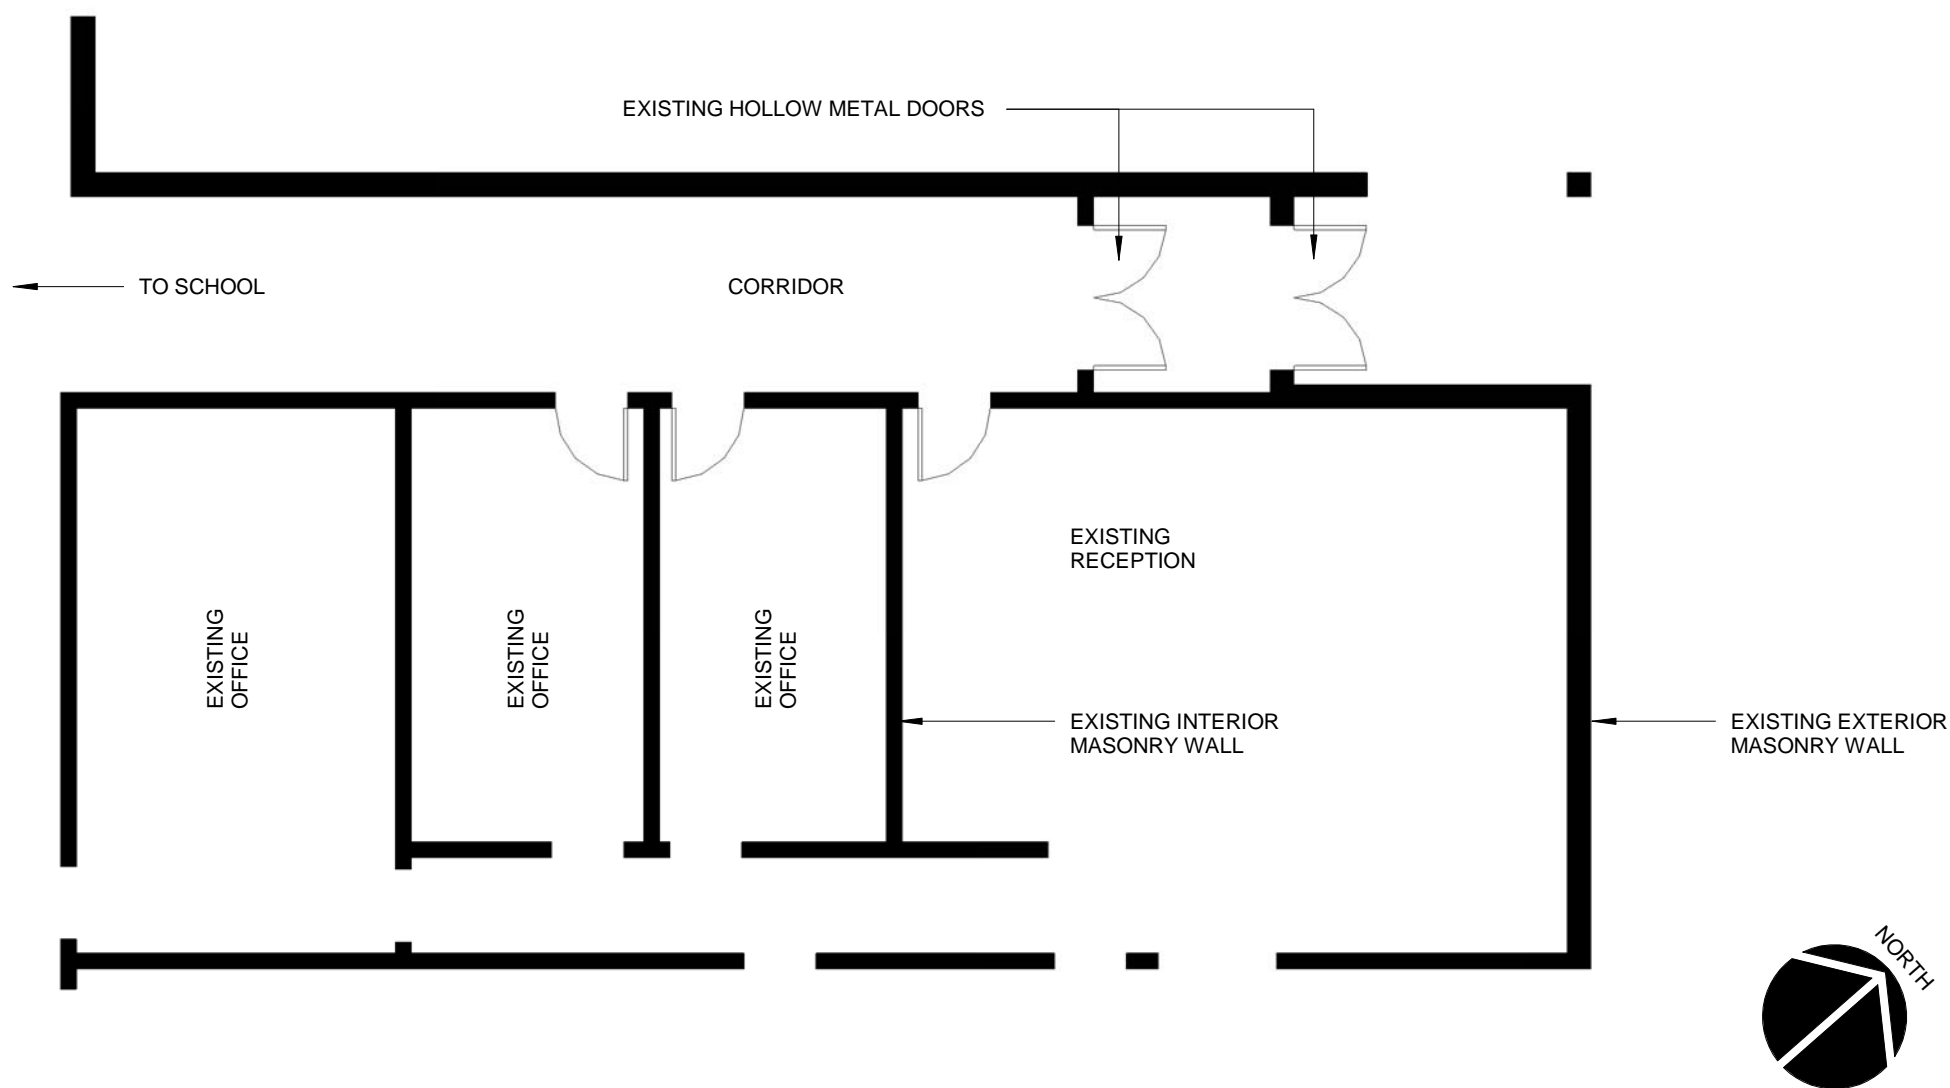 EXISTING HOLLOW METAL DOORS
TO SCHOOL
CORRIDOR
EXISTING
RECEPTION
EXISTING
OFFICE
EXISTING
OFFICE
EXISTING
OFFICE
EXISTING INTERIOR
MASONRY WALL
EXISTING EXTERIOR
MASONRY WALL
NORTH